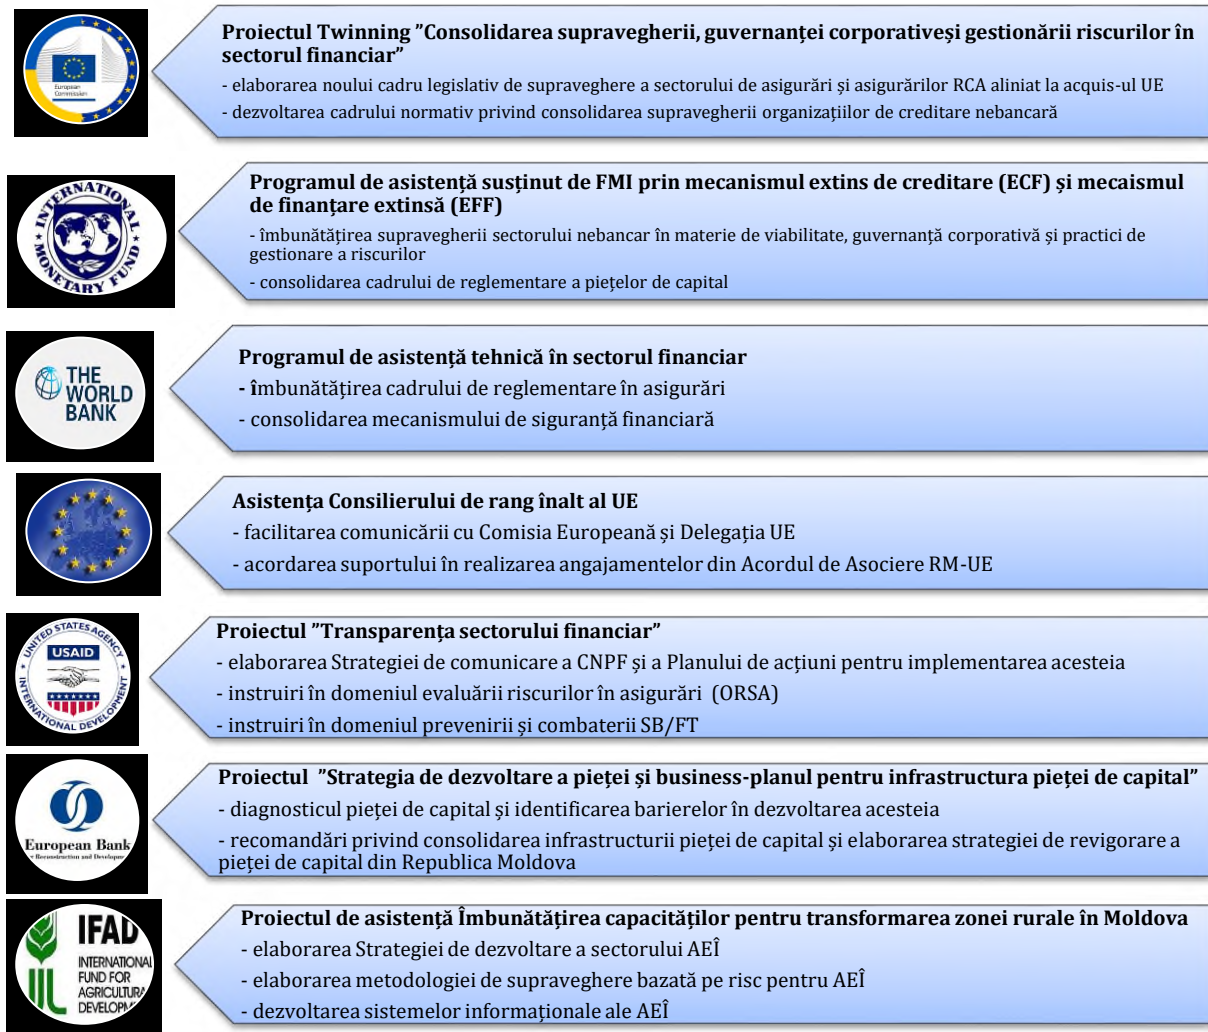 European
Commission
Proiectul Twinning ”Consolidarea supravegherii, guvernanței corporativeși gestionării riscurilor în
sectorul financiar”
- elaborarea noului cadru legislativ de supraveghere a sectorului de asigurări și asigurărilor RCA aliniat la acquis-ul UE
- dezvoltarea cadrului normativ privind consolidarea supravegherii organizațiilor de creditare nebancară
INTERNATIONAL
MONETARY FUND
Programul de asistență susținut de FMI prin mecanismul extins de creditare (ECF) și mecaismul
de finanțare extinsă (EFF)
- îmbunătățirea supravegherii sectorului nebancar în materie de viabilitate, guvernanță corporativă și practici de
gestionare a riscurilor
- consolidarea cadrului de reglementare a piețelor de capital
THE
WORLD
BANK
Programul de asistență tehnică în sectorul financiar
- îmbunătățirea cadrului de reglementare în asigurări
- consolidarea mecanismului de siguranță financiară
Asistența Consilierului de rang înalt al UE
- facilitarea comunicării cu Comisia Europeană și Delegația UE
- acordarea suportului în realizarea angajamentelor din Acordul de Asociere RM-UE
UNITED STATES AGENCY
USAID
INTERNATIONAL DEVELOPMENT
Proiectul ”Transparența sectorului financiar”
- elaborarea Strategiei de comunicare a CNPF și a Planului de acțiuni pentru implementarea acesteia
- instruiri în domeniul evaluării riscurilor în asigurări (ORSA)
- instruiri în domeniul prevenirii și combaterii SB/FT
European Bank
Reconstruction and Develop
Proiectul ”Strategia de dezvoltare a pieței și business-planul pentru infrastructura pieței de capital”
- diagnosticul pieței de capital și identificarea barierelor în dezvoltarea acesteia
- recomandări privind consolidarea infrastructurii pieței de capital și elaborarea strategiei de revigorare a
pieței de capital din Republica Moldova
IFAD
INTERNATIONAL
FUND FOR
AGRICULTURA
DEVELOPM
Proiectul de asistență Îmbunătățirea capacităților pentru transformarea zonei rurale în Moldova
- elaborarea Strategiei de dezvoltare a sectorului AEÎ
- elaborarea metodologiei de supraveghere bazată pe risc pentru AEÎ
- dezvoltarea sistemelor informaționale ale AEÎ